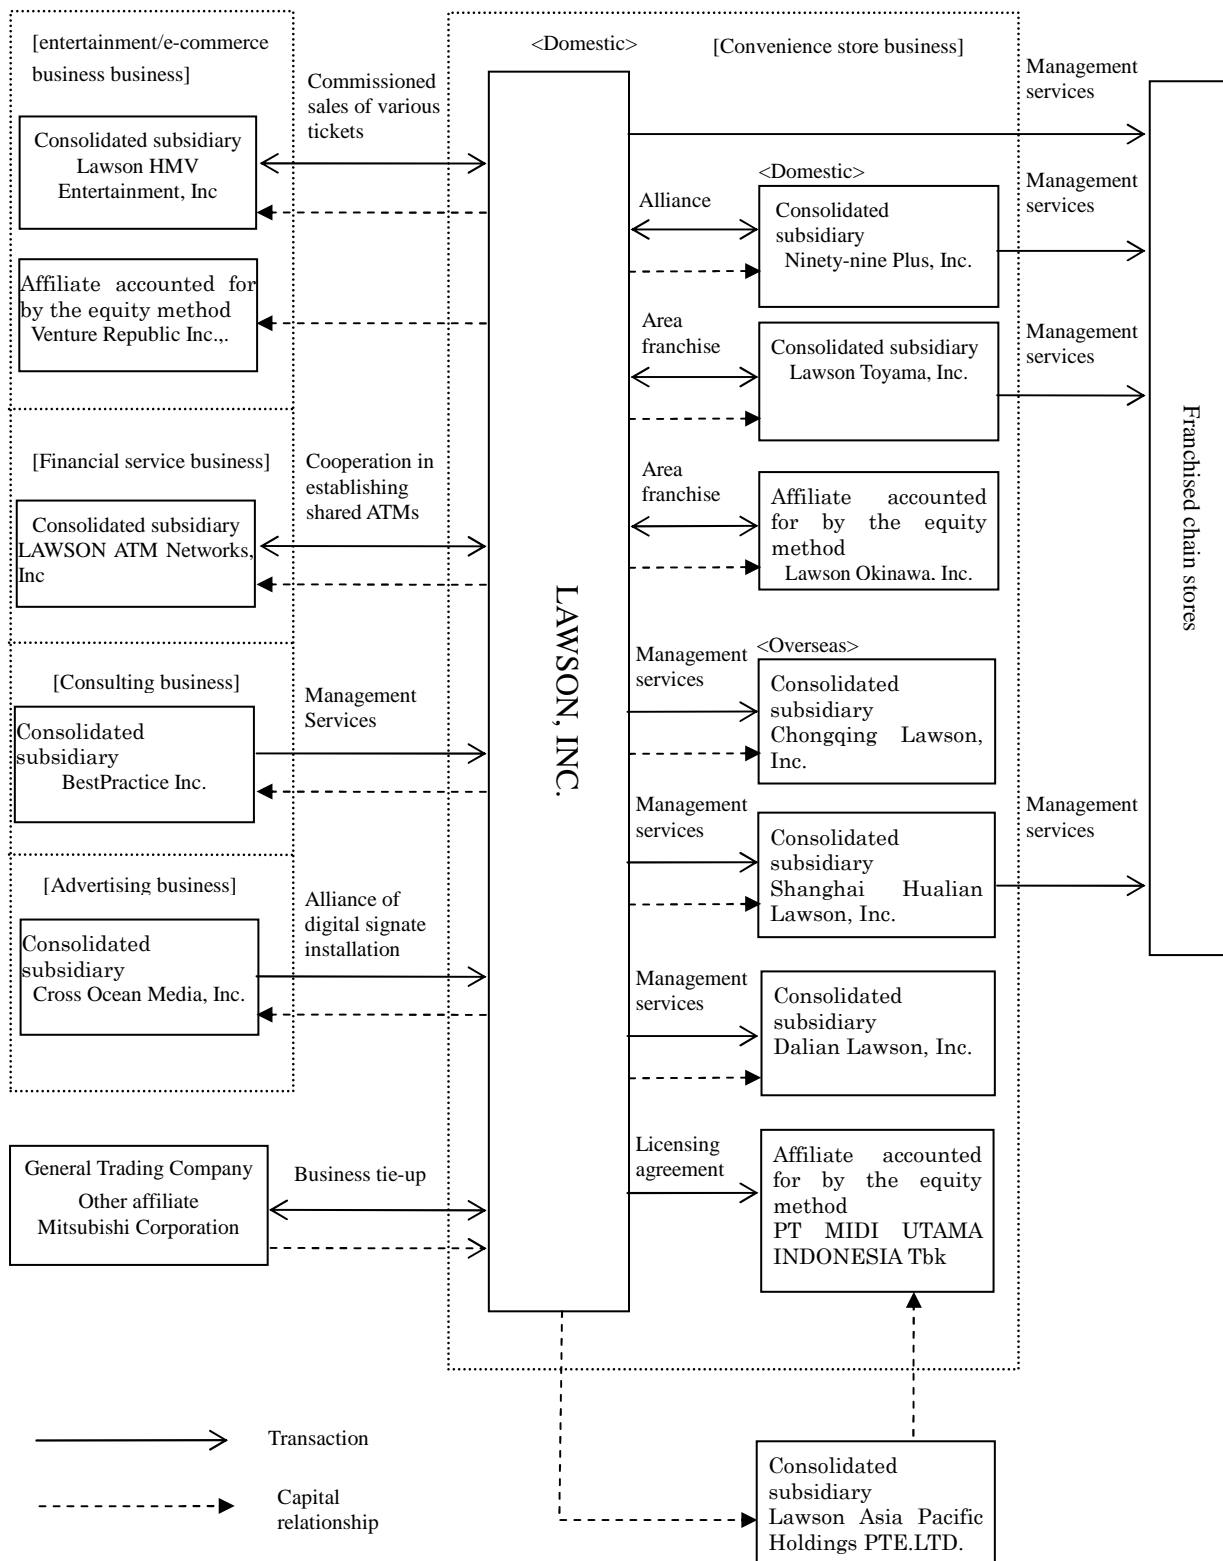 [entertainment/e-commerce
business business]
Consolidated subsidiary
Lawson HMV
Entertainment, Inc
Affiliate accounted for
by the equity method
Venture Republic Inc.,.
[Financial service business]
Consolidated subsidiary
LAWSON ATM Networks,
Inc
[Consulting business]
Consolidated
subsidiary
BestPractice Inc.
[Advertising business]
Consolidated
subsidiary
Cross Ocean Media, Inc.
General Trading Company
Other affiliate
Mitsubishi Corporation
Commissioned
sales of various
tickets
Cooperation in
establishing
shared ATMs
Management
Services
Alliance of
digital signate
installation
Business tie-up
<Domestic>
[Convenience store business]
LAWSON, INC.
Alliance
Area
franchise
Area
franchise
Management
services
Management
services
Management
services
Licensing
agreement
<Domestic>
Consolidated
subsidiary
Ninety-nine Plus, Inc.
Consolidated subsidiary
Lawson Toyama, Inc.
Affiliate accounted
for by the equity
method
Lawson Okinawa, Inc.
<Overseas>
Consolidated
subsidiary
Chongqing Lawson,
Inc.
Consolidated
subsidiary
Shanghai Hualian
Lawson, Inc.
Consolidated
subsidiary
Dalian Lawson, Inc.
Affiliate accounted
for by the equity
method
PT MIDI UTAMA
INDONESIA Tbk
Consolidated
subsidiary
Lawson Asia Pacific
Holdings PTE.LTD.
Management
services
Management
services
Management
services
Management
services
Franchised chain stores
Transaction
Capital
relationship